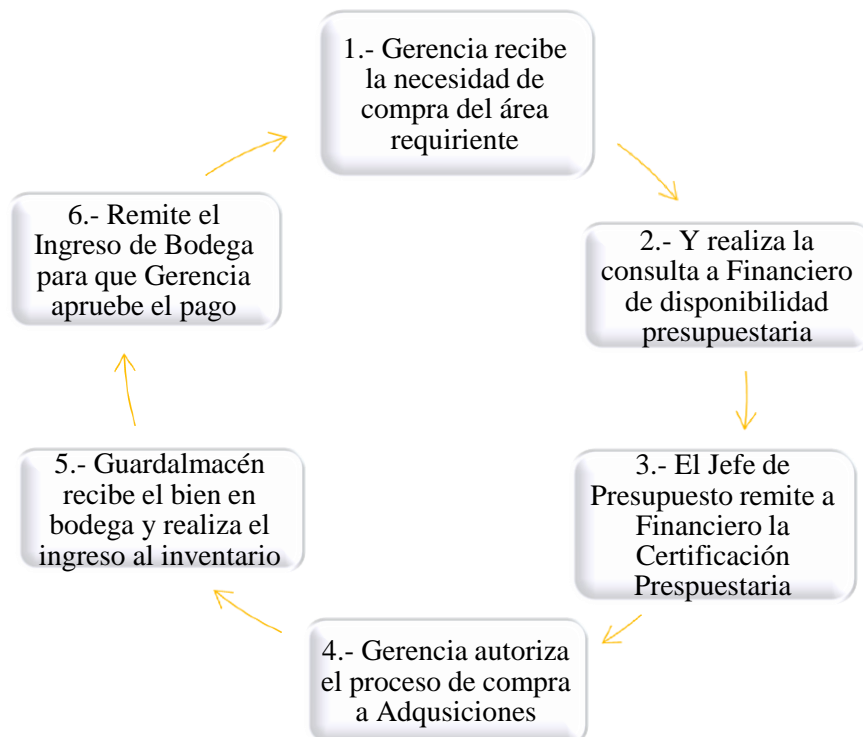 1.- Gerencia recibe
la necesidad de
compra del área
requiriente
2.- Y realiza la
consulta a Financiero
de disponibilidad
presupuestaria
3.- El Jefe de
Presupuesto remite a
Financiero la
Certificación
Prespuestaria
4.- Gerencia autoriza
el proceso de compra
a Adqusiciones
5.- Guardalmacén
recibe el bien en
bodega y realiza el
ingreso al inventario
6.- Remite el
Ingreso de Bodega
para que Gerencia
apruebe el pago